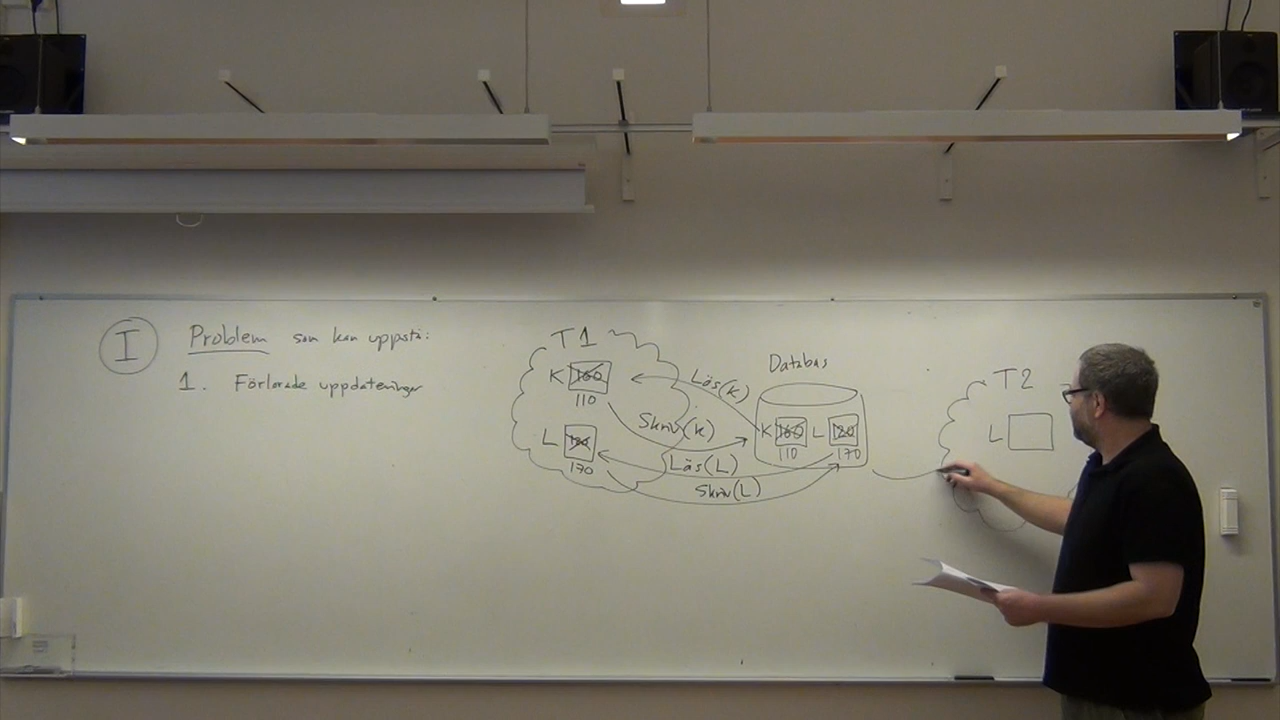 I
Problem som kan uppstå:
1. Förlorade uppdateringar
T1
K 160
110
L 120
170
Läs(K)
Skriv(K)
Läs(L)
Skriv(L)
Databas
K 160 L 120
110 170
T2
L